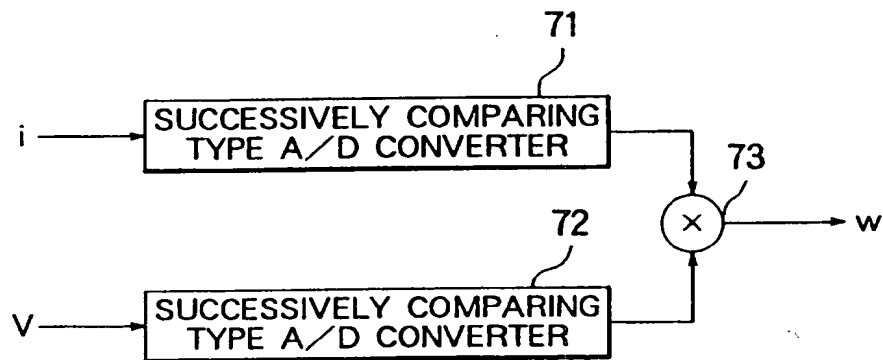 71
i
SUCCESSIVELY COMPARING
TYPE A/D CONVERTER
73
×
w
72
V
SUCCESSIVELY COMPARING
TYPE A/D CONVERTER